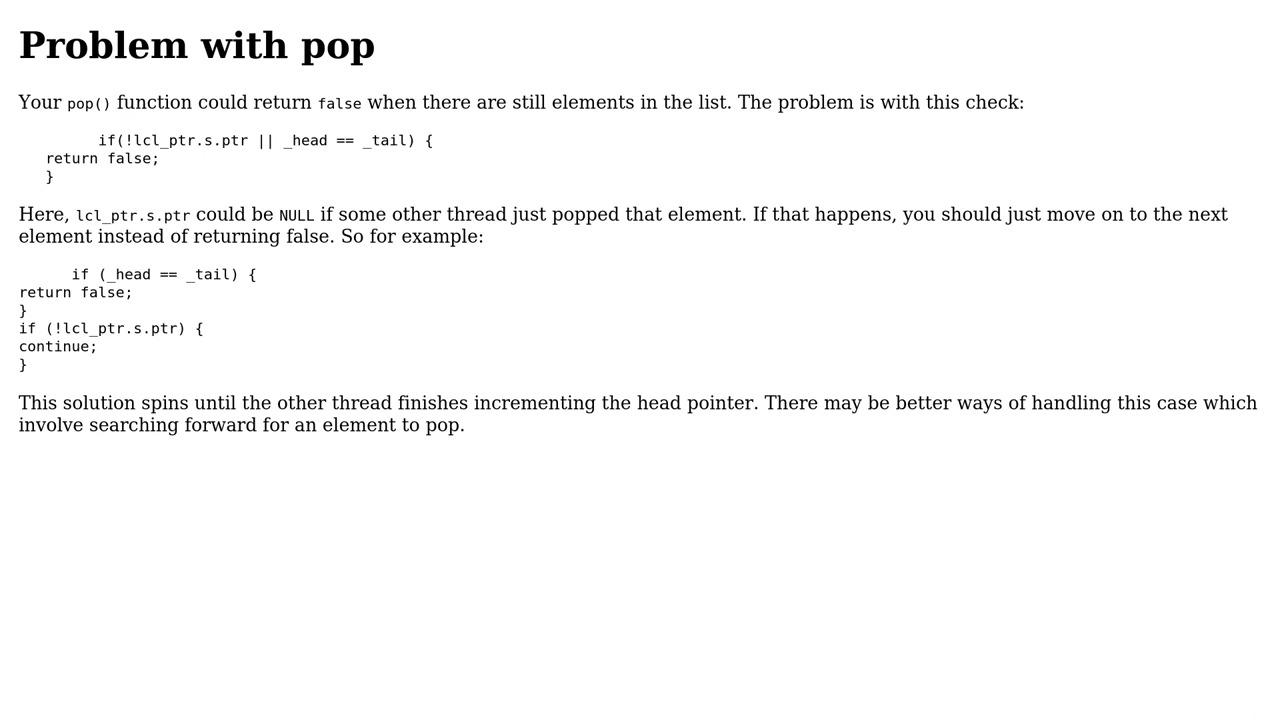 Problem with pop
Your pop() function could return false when there are still elements in the list. The problem is with this check:
if(!lcl_ptr.s.ptr || _head == _tail) {
return false;
}
Here, lcl_ptr.s.ptr could be NULL if some other thread just popped that element. If that happens, you should just move on to the next
element instead of returning false. So for example:
if (_head == _tail) {
return false;
}
if (!lcl_ptr.s.ptr) {
continue;
}
This solution spins until the other thread finishes incrementing the head pointer. There may be better ways of handling this case which
involve searching forward for an element to pop.